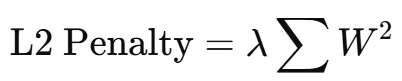 L2 Penalty = λ∑W²